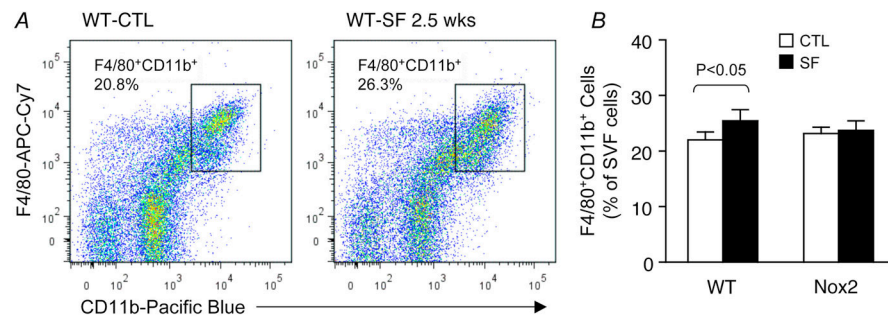 A
WT-CTL
WT-SF 2.5 wks
F4/80-APC-Cy7
10⁵
10⁴
10³
10²
0
F4/80⁺CD11b⁺
20.8%
0
10²
10³
10⁴
10⁵
10⁵
10⁴
10³
10²
0
F4/80⁺CD11b⁺
26.3%
0
10²
10³
10⁴
10⁵
CD11b-Pacific Blue
B
F4/80⁺CD11b⁺ Cells
(% of SVF cells)
40
30
20
10
0
CTL
SF
P<0.05
WT
Nox2